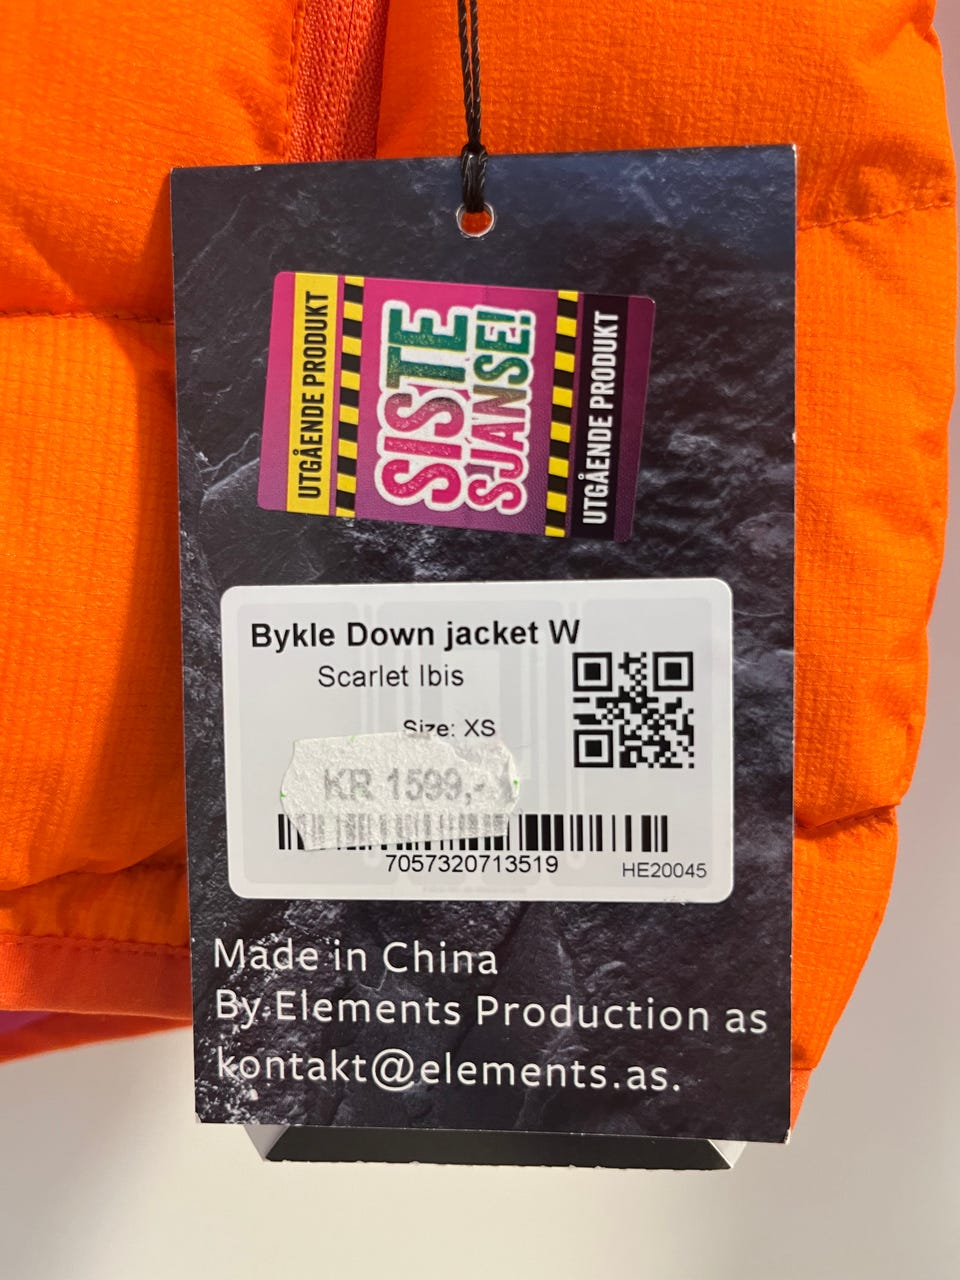 UTGÅENDE PRODUKT
SISTE
SJANSE!
UTGÅENDE PRODUKT
Bykle Down jacket W
Scarlet Ibis
Size: XS
KR 1599,-
7057320713519
HE20045
Made in China
By Elements Production as
kontakt@elements.as.